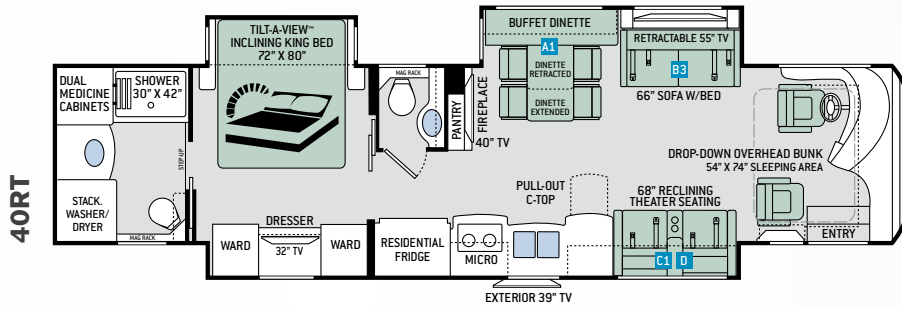 40RT
DUAL
MEDICINE
CABINETS
SHOWER
30" X 42"
STEP-UP
STACK.
WASHER/
DRYER
MAG RACK
TILT-A-VIEW™
INCLINING KING BED
72" X 80"
DRESSER
WARD
32" TV
WARD
MAG RACK
PANTRY
FIREPLACE
40" TV
BUFFET DINETTE
A1
DINETTE
RETRACTED
DINETTE
EXTENDED
RETRACTABLE 55" TV
B3
66" SOFA W/BED
DROP-DOWN OVERHEAD BUNK
54" X 74" SLEEPING AREA
PULL-OUT
C-TOP
68" RECLINING
THEATER SEATING
C1
D
RESIDENTIAL
FRIDGE
MICRO
EXTERIOR 39" TV
ENTRY